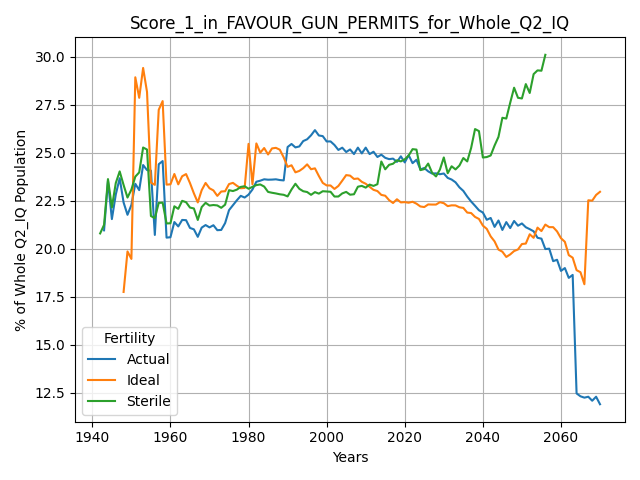 Score_1_in_FAVOUR_GUN_PERMITS_for_Whole_Q2_IQ
% of Whole Q2_IQ Population
30.0
27.5
25.0
22.5
20.0
17.5
15.0
12.5
Fertility
Actual
Ideal
Sterile
1940 1960 1980 2000 2020 2040 2060
Years